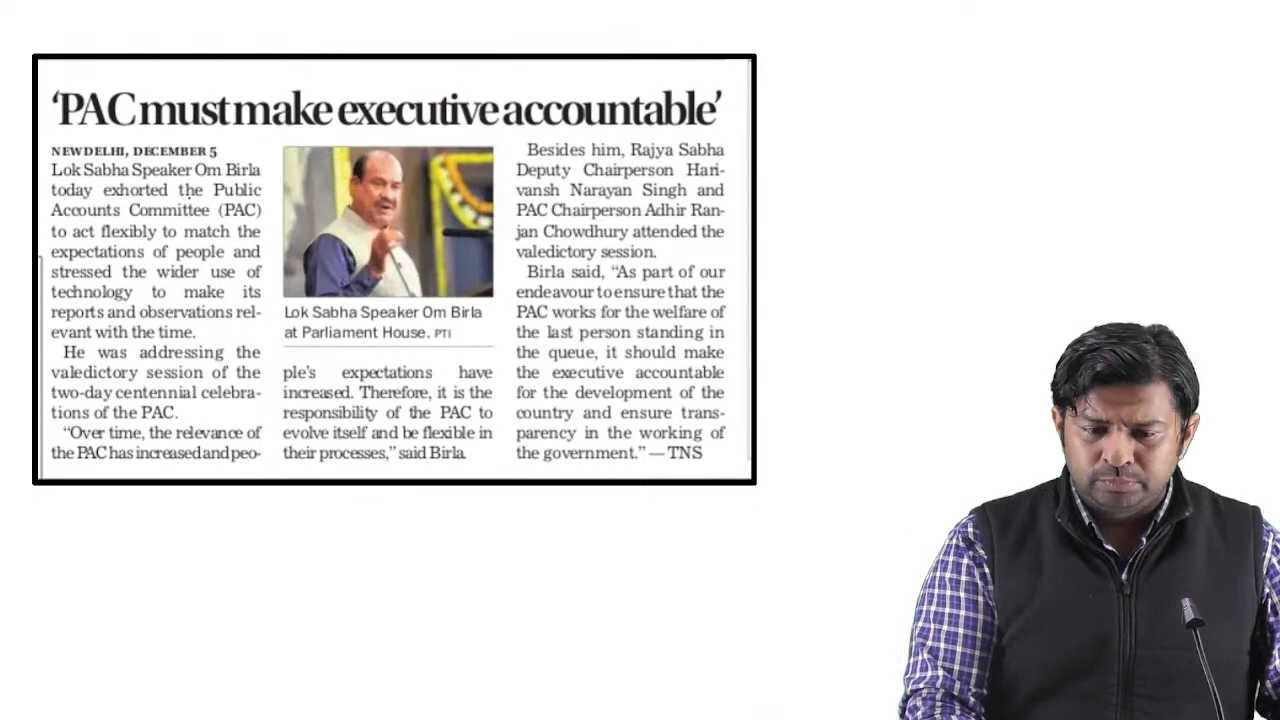 ‘PAC must make executive accountable’
NEW DELHI, DECEMBER 5
Lok Sabha Speaker Om Birla
today exhorted the Public
Accounts Committee (PAC)
to act flexibly to match the
expectations of people and
stressed the wider use of
technology to make its
reports and observations rel-
evant with the time.
He was addressing the
valedictory session of the
two-day centennial celebra-
tions of the PAC.
“Over time, the relevance of
the PAC has increased and peo-
Lok Sabha Speaker Om Birla
at Parliament House. PTI
ple’s expectations have
increased. Therefore, it is the
responsibility of the PAC to
evolve itself and be flexible in
their processes,” said Birla.
Besides him, Rajya Sabha
Deputy Chairperson Hari-
vansh Narayan Singh and
PAC Chairperson Adhir Ran-
jan Chowdhury attended the
valedictory session.
Birla said, “As part of our
endeavour to ensure that the
PAC works for the welfare of
the last person standing in
the queue, it should make
the executive accountable
for the development of the
country and ensure trans-
parency in the working of
the government.” — TNS